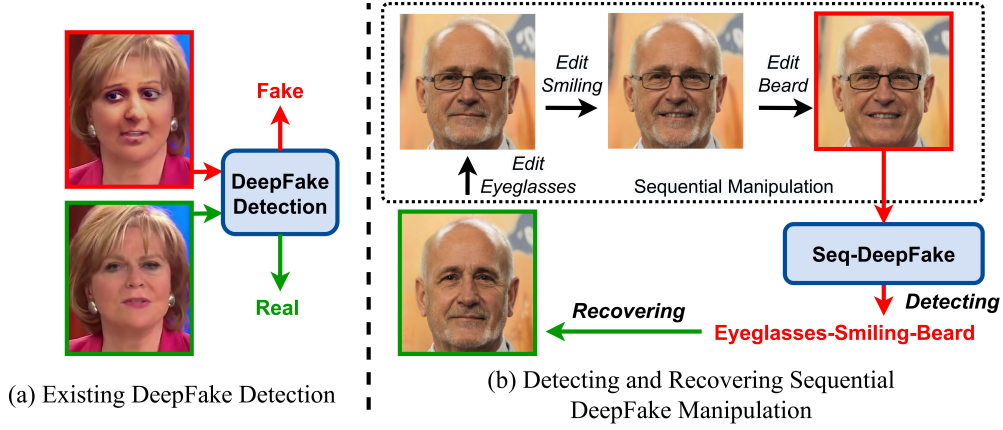 Fake
DeepFake
Detection
Real
(a) Existing DeepFake Detection
Edit
Smiling
Edit
Beard
Edit
Eyeglasses
Sequential Manipulation
Seq-DeepFake
Detecting
Recovering
Eyeglasses-Smiling-Beard
(b) Detecting and Recovering Sequential
DeepFake Manipulation